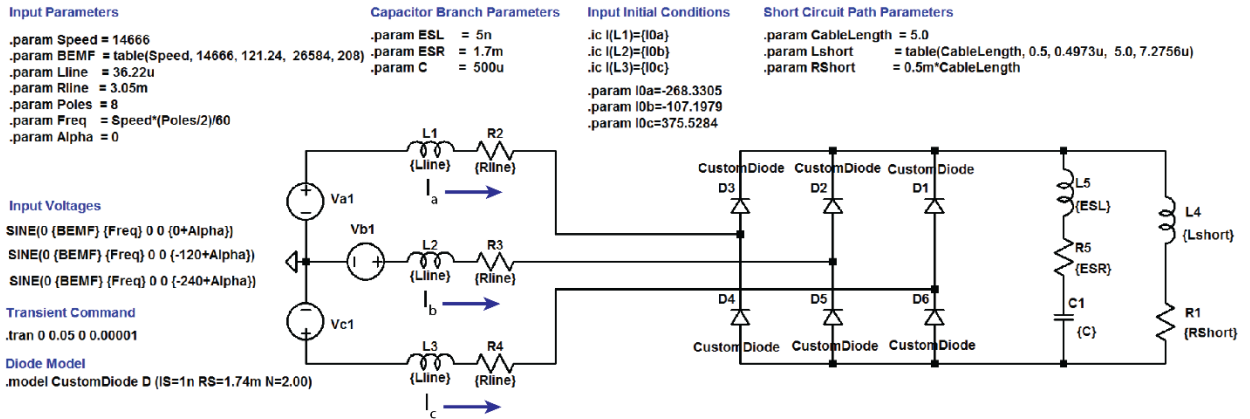 Input Parameters
.param Speed = 14666
.param BEMF = table(Speed, 14666, 121.24, 26584, 208)
.param Lline = 36.22u
.param Rline = 3.05m
.param Poles = 8
.param Freq = Speed*(Poles/2)/60
.param Alpha = 0
Capacitor Branch Parameters
.param ESL = 5n
.param ESR = 1.7m
.param C = 500u
Input Initial Conditions
.ic I(L1)={I0a}
.ic I(L2)={I0b}
.ic I(L3)={I0c}
.param I0a=-268.3305
.param I0b=-107.1979
.param I0c=375.5284
Short Circuit Path Parameters
.param CableLength = 5.0
.param Lshort = table(CableLength, 0.5, 0.4973u, 5.0, 7.2756u)
.param RShort = 0.5m*CableLength
L1
{Lline}
R2
{Rline}
Ia
Va1
Vb1
L2
{Lline}
R3
{Rline}
Ib
Vc1
L3
{Lline}
R4
{Rline}
Ic
CustomDiode
D3
CustomDiode
D2
CustomDiode
D1
D4
CustomDiode
D5
CustomDiode
D6
CustomDiode
L5
{ESL}
R5
{ESR}
C1
{C}
L4
{Lshort}
R1
{RShort}
Input Voltages
SINE(0 {BEMF} {Freq} 0 0 {0+Alpha})
SINE(0 {BEMF} {Freq} 0 0 {-120+Alpha})
SINE(0 {BEMF} {Freq} 0 0 {-240+Alpha})
Transient Command
.tran 0 0.05 0 0.00001
Diode Model
.model CustomDiode D (IS=1n RS=1.74m N=2.00)